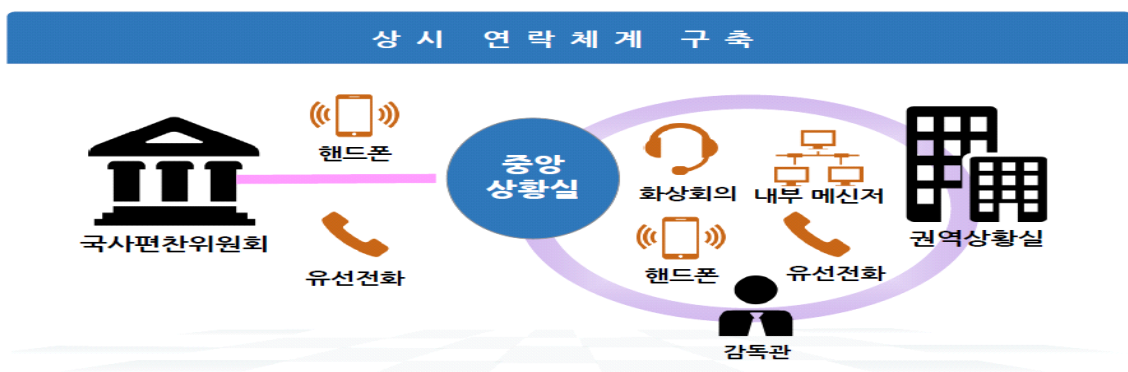 상시 연락체계 구축
핸드폰
국사편찬위원회
유선전화
중앙
상황실
화상회의
내부 메신저
핸드폰
유선전화
권역상황실
감독관